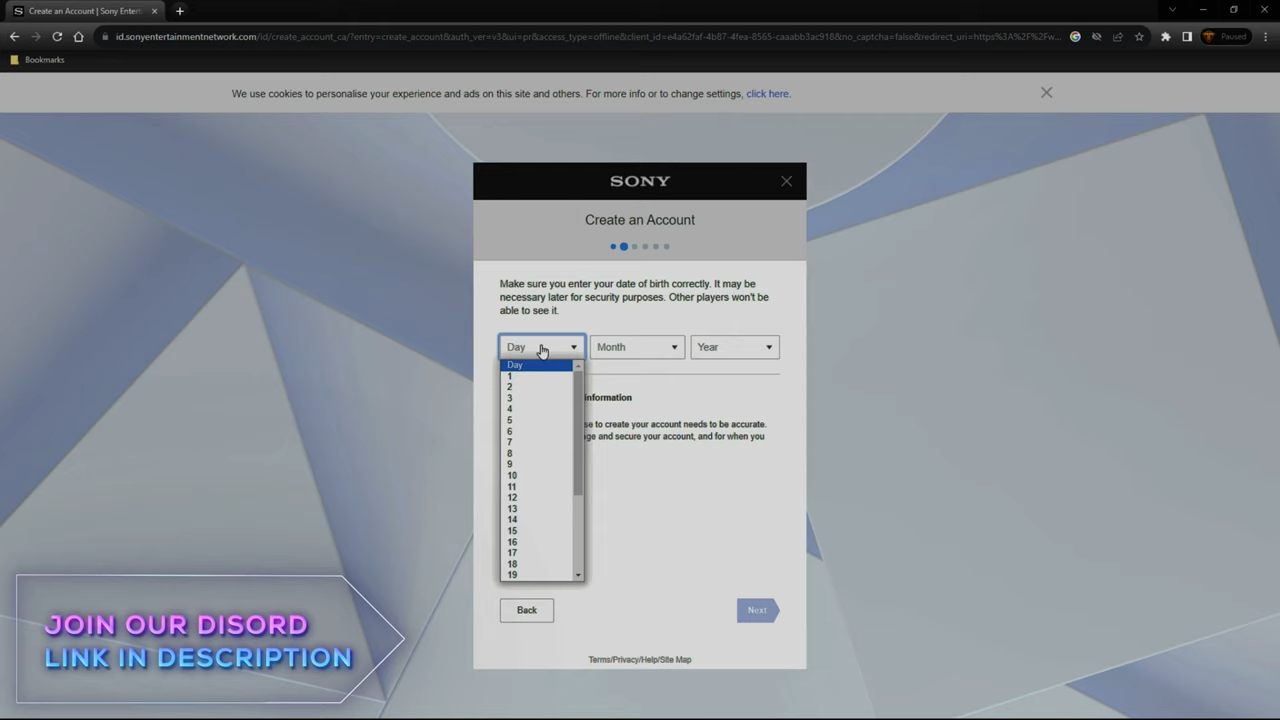 Create an Account | Sony Enter
id.sonyentertainmentnetwork.com/id/create_account_ca/?entry=create_account&auth_ver=v3&ui=pr&access_type=offline&client_id=e4a62faf-4b87-4fea-8565-caaabb3ac918&no_captcha=false&redirect_uri=https%3A%2F%2Fw...
Paused
Bookmarks
We use cookies to personalise your experience and ads on this site and others. For more info or to change settings, click here.
SONY
Create an Account
Make sure you enter your date of birth correctly. It may be
necessary later for security purposes. Other players won't be
able to see it.
Day Month Year
Day
1
2
3
4
5
6
7
8
9
10
11
12
13
14
15
16
17
18
19
information
se to create your account needs to be accurate.
ge and secure your account, and for when you
Back Next
Terms/Privacy/Help/Site Map
JOIN OUR DISORD
LINK IN DESCRIPTION